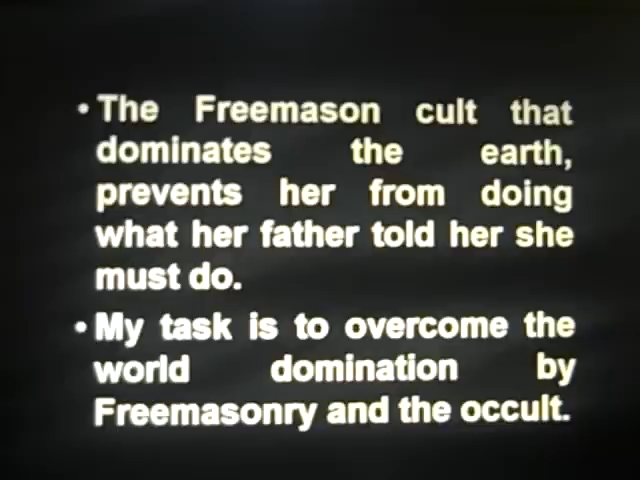 • The Freemason cult that
dominates the earth,
prevents her from doing
what her father told her she
must do.
• My task is to overcome the
world domination by
Freemasonry and the occult.